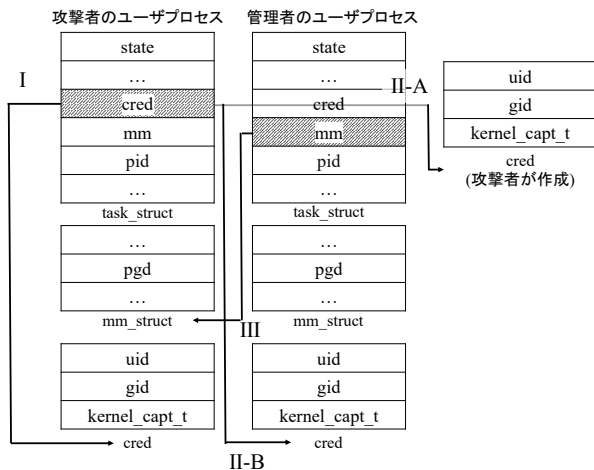 攻撃者のユーザプロセス
state
…
cred
mm
pid
…
task_struct
…
pgd
…
mm_struct
uid
gid
kernel_capt_t
cred
管理者のユーザプロセス
state
…
cred
mm
pid
…
task_struct
…
pgd
…
mm_struct
uid
gid
kernel_capt_t
cred
uid
gid
kernel_capt_t
cred
(攻撃者が作成)
I
II-A
III
II-B